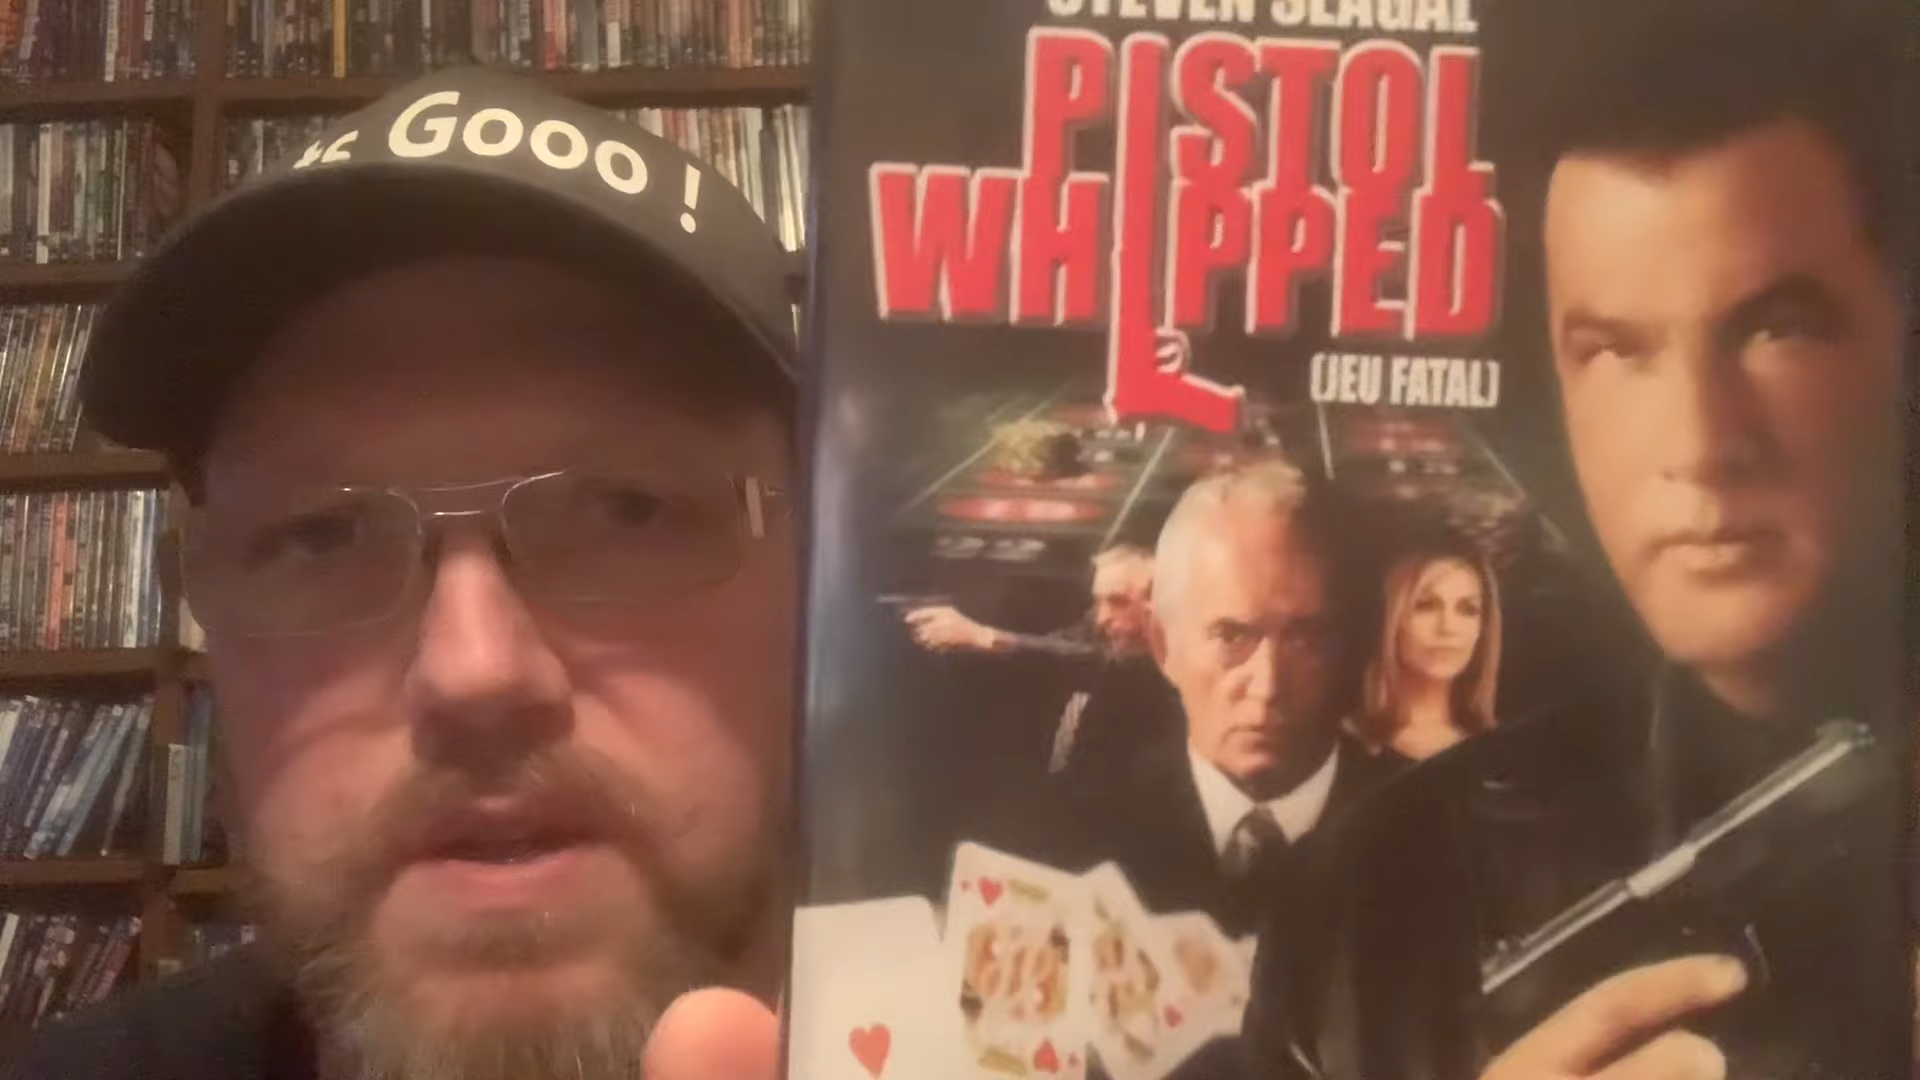 Gooo !
STEVEN SEAGAL
PISTOL
WHIPPED
(JEU FATAL)